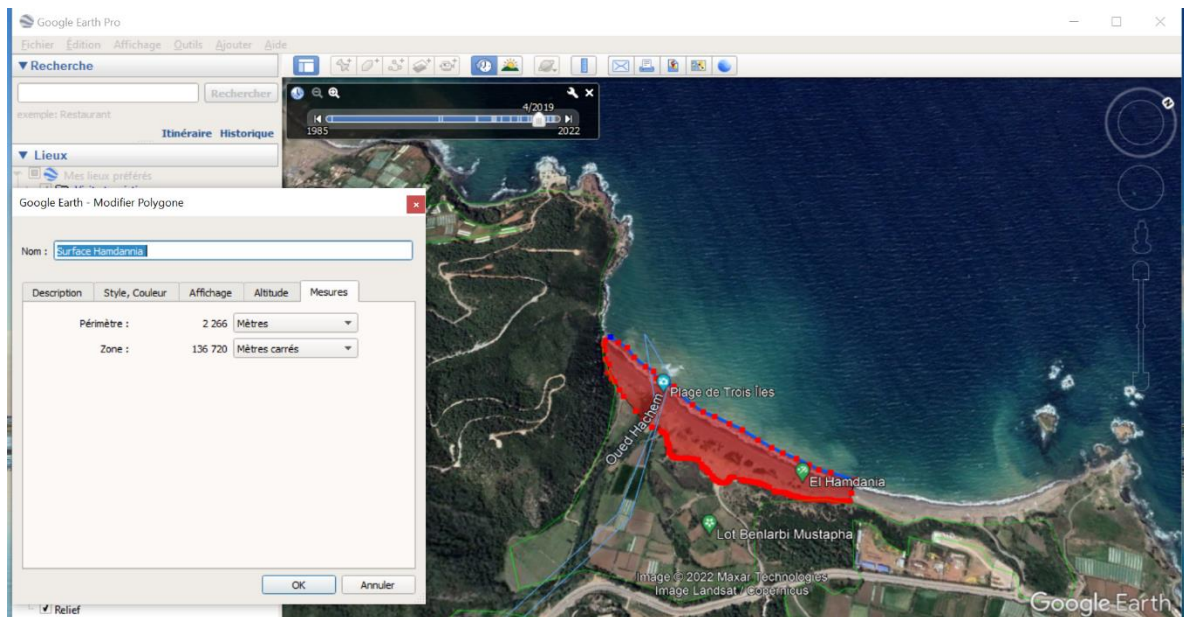 Google Earth Pro
Fichier Édition Affichage Outils Ajouter Aide
▼ Recherche
Rechercher
exemple: Restaurant
Itinéraire Historique
▼ Lieux
Mes lieux préférés
4/2019
1985 2022
Google Earth - Modifier Polygone
Nom : Surface Hamdannia
Description Style, Couleur Affichage Altitude Mesures
Périmètre : 2 266 Mètres
Zone : 136 720 Mètres carrés
OK Annuler
Relief
N
Plage de Trois Îles
Oued Hachem
El Hamdania
Lot Benlarbi Mustapha
Image © 2022 Maxar Technologies
Image Landsat / Copernicus
Google Earth